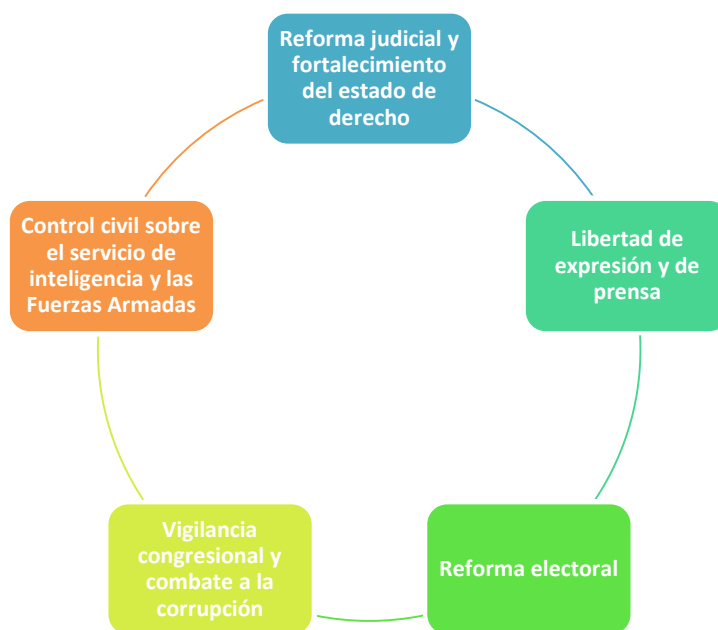 Reforma judicial y
fortalecimiento
del estado de
derecho
Libertad de
expresión y de
prensa
Reforma electoral
Vigilancia
congresional y
combate a la
corrupción
Control civil sobre
el servicio de
inteligencia y las
Fuerzas Armadas